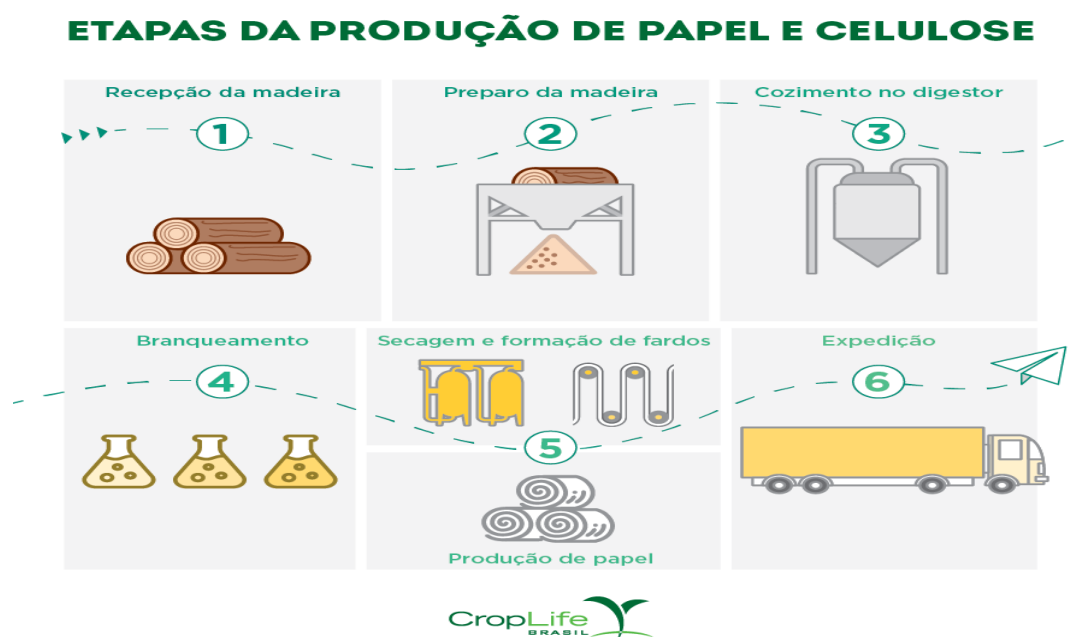 ETAPAS DA PRODUÇÃO DE PAPEL E CELULOSE
Recepção da madeira
1
Preparo da madeira
2
Cozimento no digestor
3
Branqueamento
4
Secagem e formação de fardos
5
Produção de papel
Expedição
6
CropLife
BRASIL